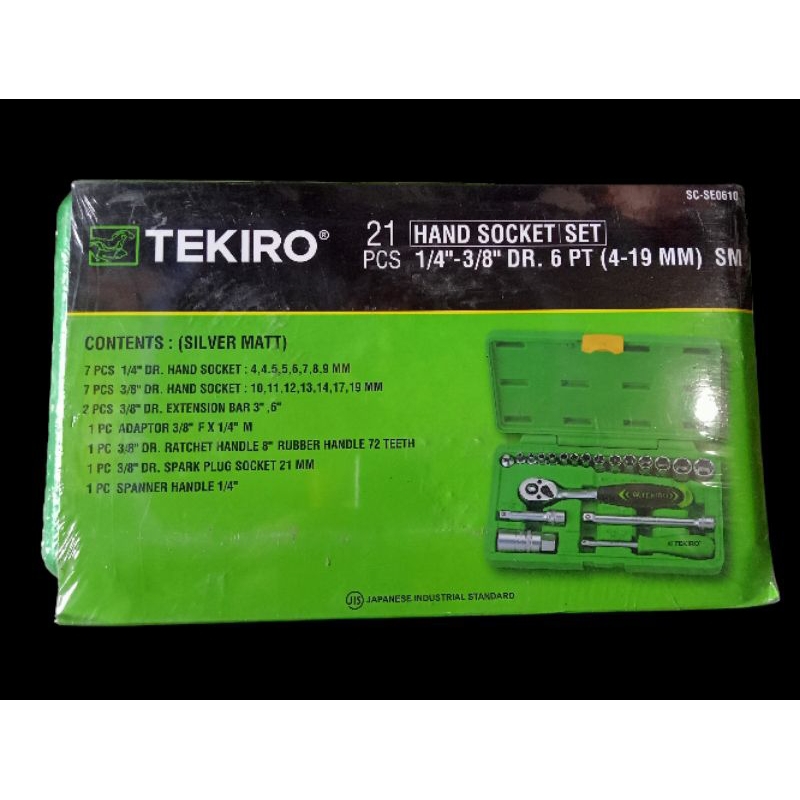 SC-SE0610
TEKIRO®
21 PCS HAND SOCKET SET
1/4"-3/8" DR. 6 PT (4-19 MM) SM
CONTENTS : (SILVER MATT)
7 PCS 1/4" DR. HAND SOCKET : 4,4.5,5,6,7,8,9 MM
7 PCS 3/8" DR. HAND SOCKET : 10,11,12,13,14,17,19 MM
2 PCS 3/8" DR. EXTENSION BAR 3" ,6"
1 PC ADAPTOR 3/8" F X 1/4" M
1 PC 3/8" DR. RATCHET HANDLE 8" RUBBER HANDLE 72 TEETH
1 PC 3/8" DR. SPARK PLUG SOCKET 21 MM
1 PC SPANNER HANDLE 1/4"
TEKIRO
TEKIRO
JIS JAPANESE INDUSTRIAL STANDARD